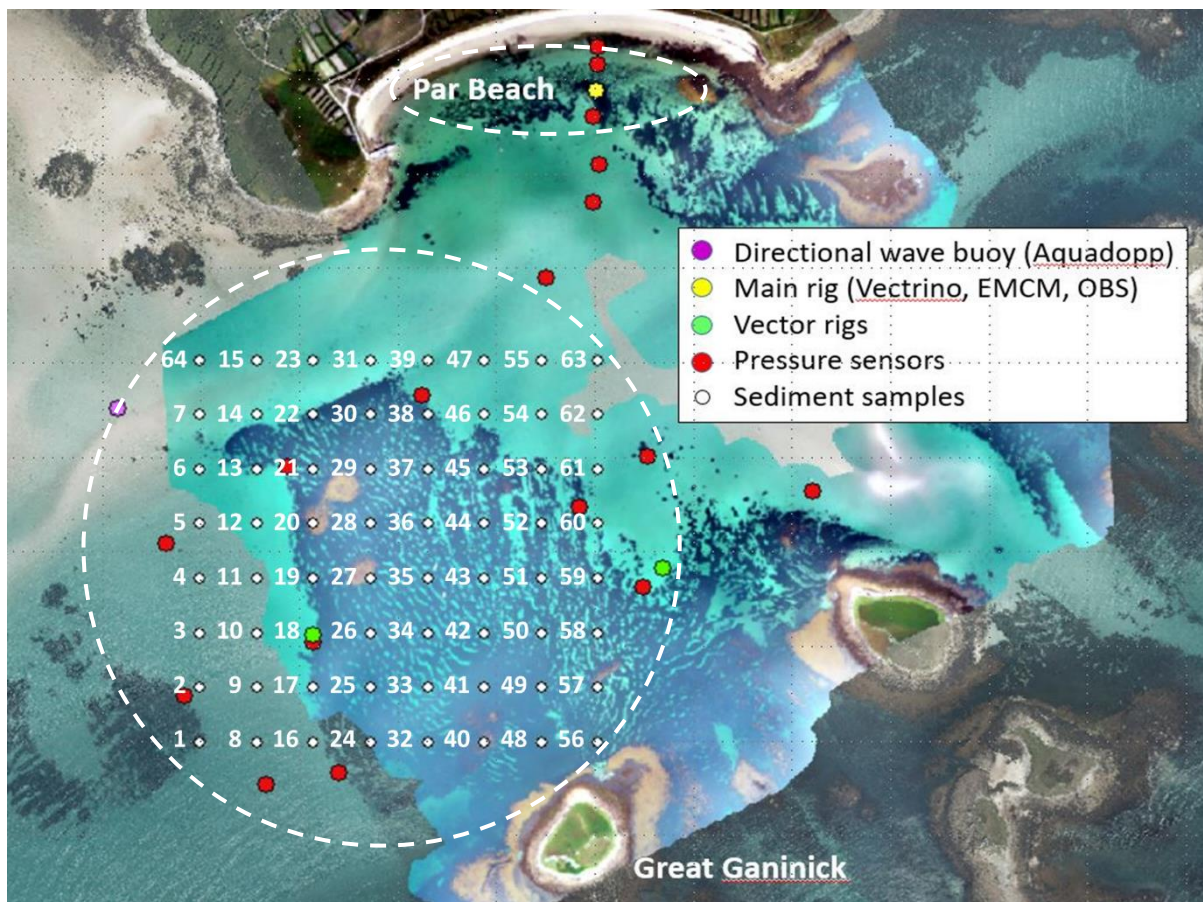 Par Beach
Directional wave buoy (Aquadopp)
Main rig (Vectrino, EMCM, OBS)
Vector rigs
Pressure sensors
Sediment samples
64 15 23 31 39 47 55 63
7 14 22 30 38 46 54 62
6 13 21 29 37 45 53 61
5 12 20 28 36 44 52 60
4 11 19 27 35 43 51 59
3 10 18 26 34 42 50 58
2 9 17 25 33 41 49 57
1 8 16 24 32 40 48 56
Great Ganinick